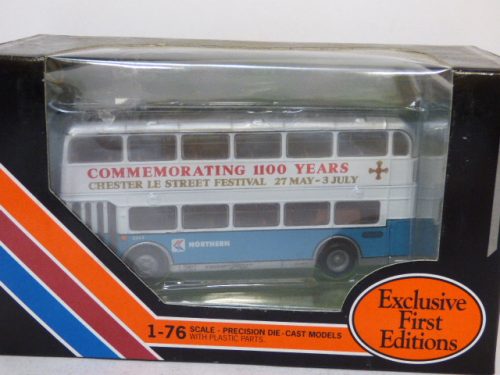 COMMEMORATING 1100 YEARS
CHESTER LE STREET FESTIVAL 27 MAY-3 JULY
NORTHERN
1-76 SCALE - PRECISION DIE-CAST MODELS
WITH PLASTIC PARTS.
Exclusive
First
Editions